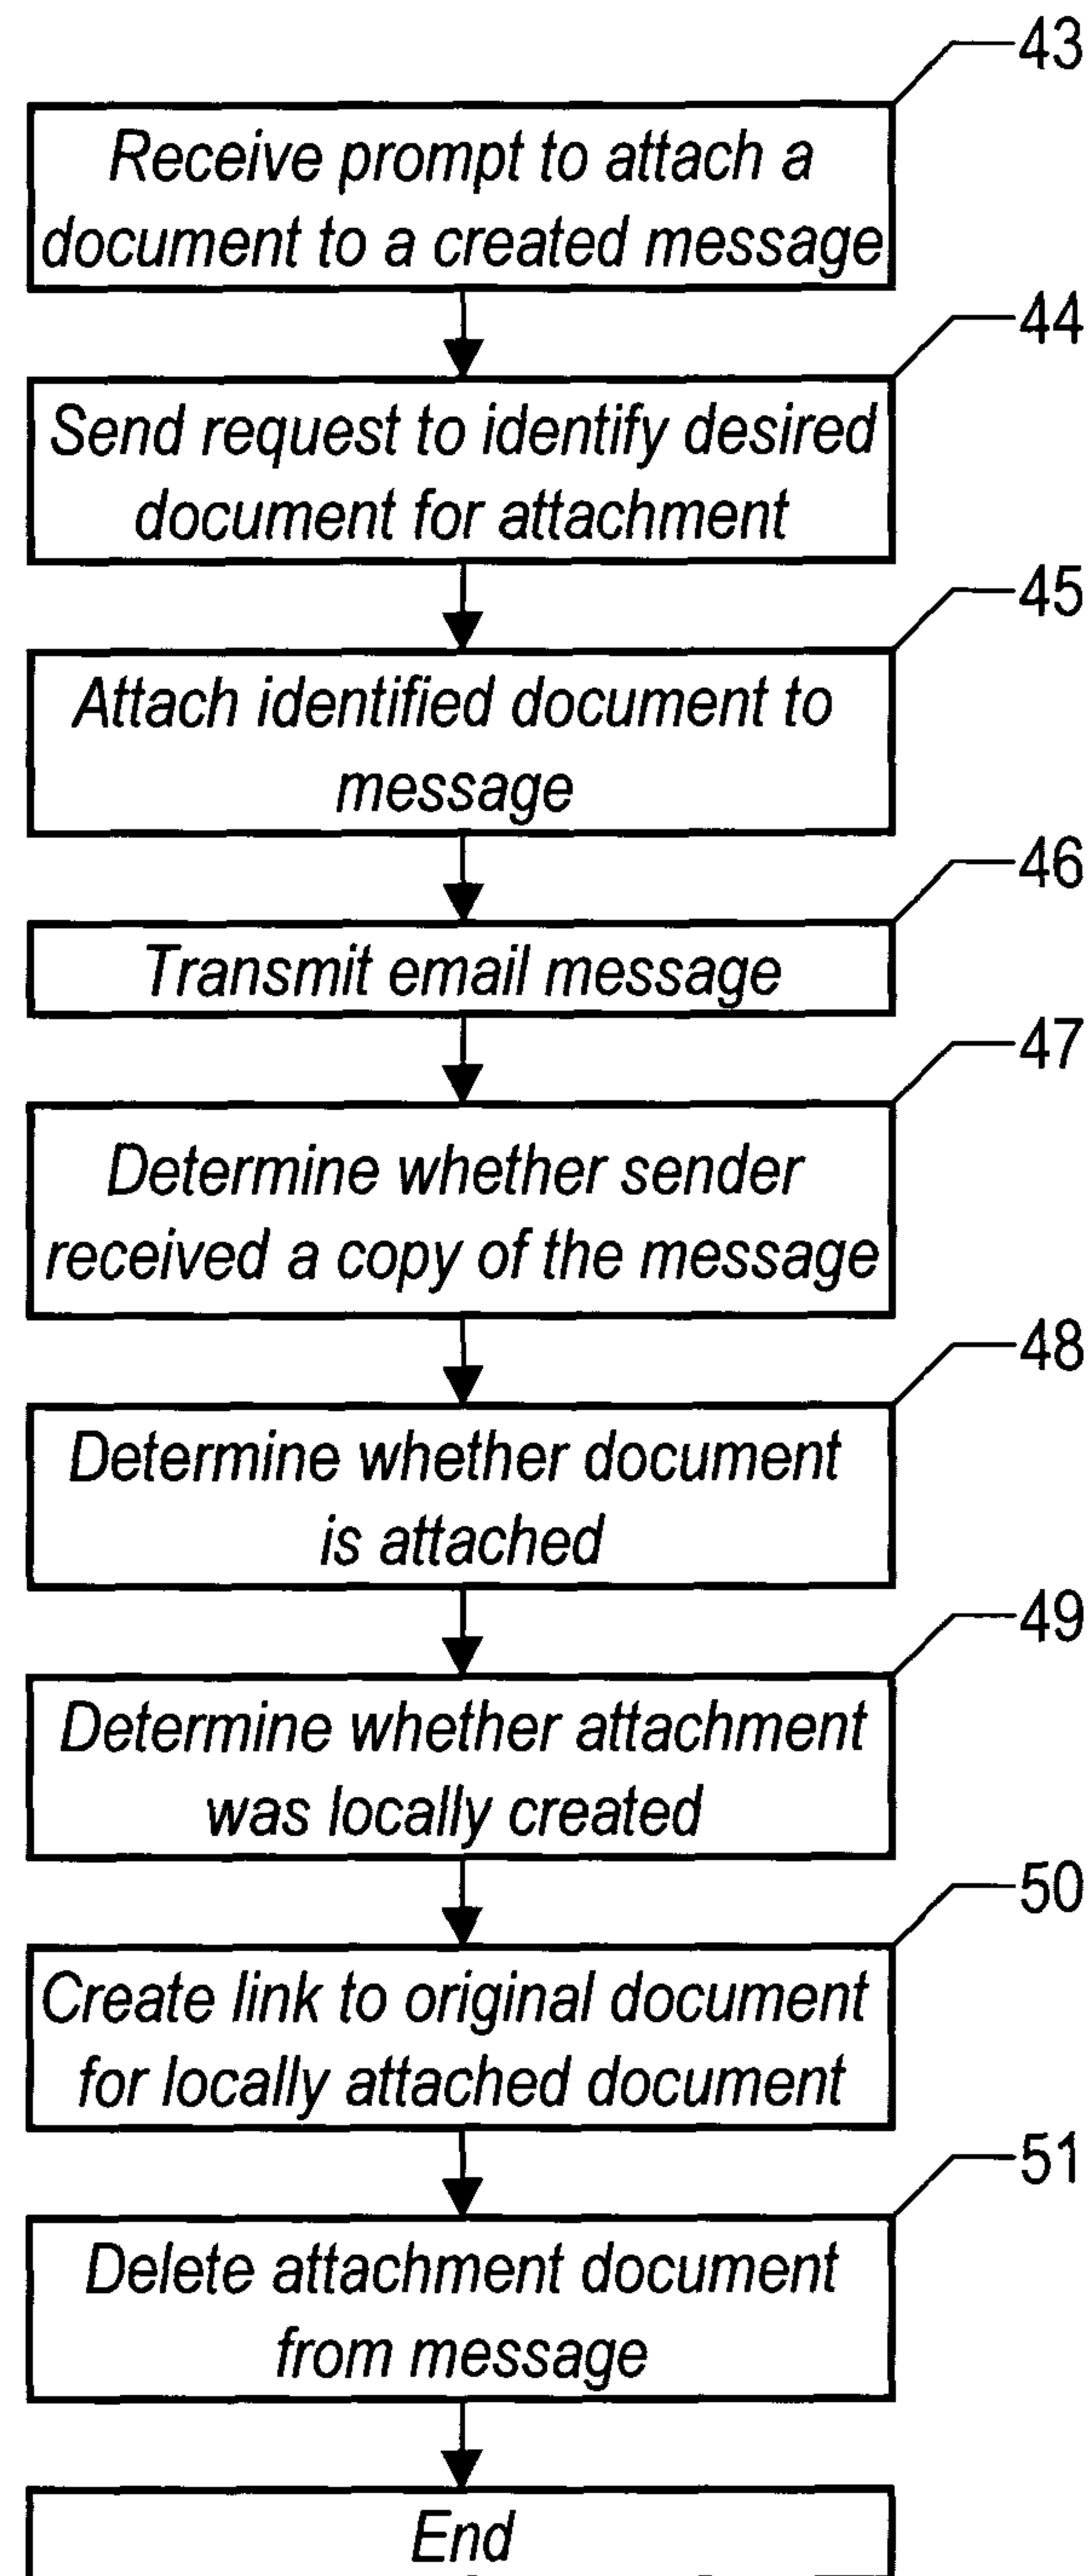 43
Receive prompt to attach a
document to a created message
44
Send request to identify desired
document for attachment
45
Attach identified document to
message
46
Transmit email message
47
Determine whether sender
received a copy of the message
48
Determine whether document
is attached
49
Determine whether attachment
was locally created
50
Create link to original document
for locally attached document
51
Delete attachment document
from message
End